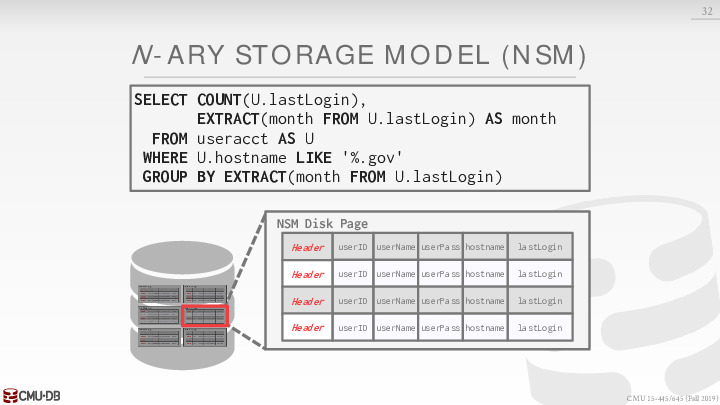 32
N-ARY STORAGE MODEL (NSM)
SELECT COUNT(U.lastLogin),
EXTRACT(month FROM U.lastLogin) AS month
FROM useracct AS U
WHERE U.hostname LIKE '%.gov'
GROUP BY EXTRACT(month FROM U.lastLogin)
NSM Disk Page
Header userID userName userPass hostname lastLogin
Header userID userName userPass hostname lastLogin
Header userID userName userPass hostname lastLogin
Header userID userName userPass hostname lastLogin
CMU·DB
CMU 15-445/645 (Fall 2019)